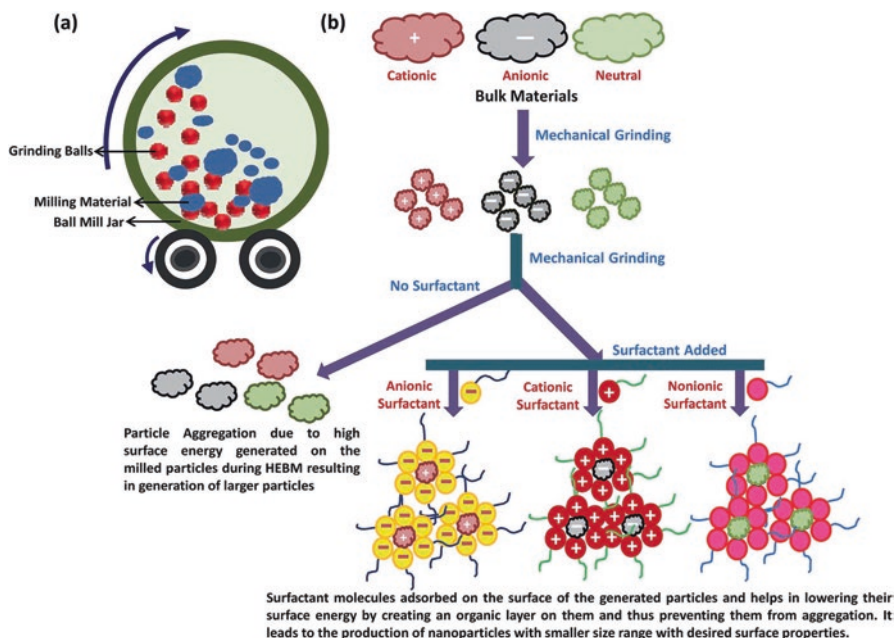 (a)
Grinding Balls
Milling Material
Ball Mill Jar
(b)
+
−
Cationic
Anionic
Neutral
Bulk Materials
Mechanical Grinding
Mechanical Grinding
No Surfactant
Surfactant Added
Anionic
Surfactant
Cationic
Surfactant
Nonionic
Surfactant
Particle Aggregation due to high
surface energy generated on the
milled particles during HEBM resulting
in generation of larger particles
Surfactant molecules adsorbed on the surface of the generated particles and helps in lowering their
surface energy by creating an organic layer on them and thus preventing them from aggregation. It
leads to the production of nanoparticles with smaller size range with desired surface properties.